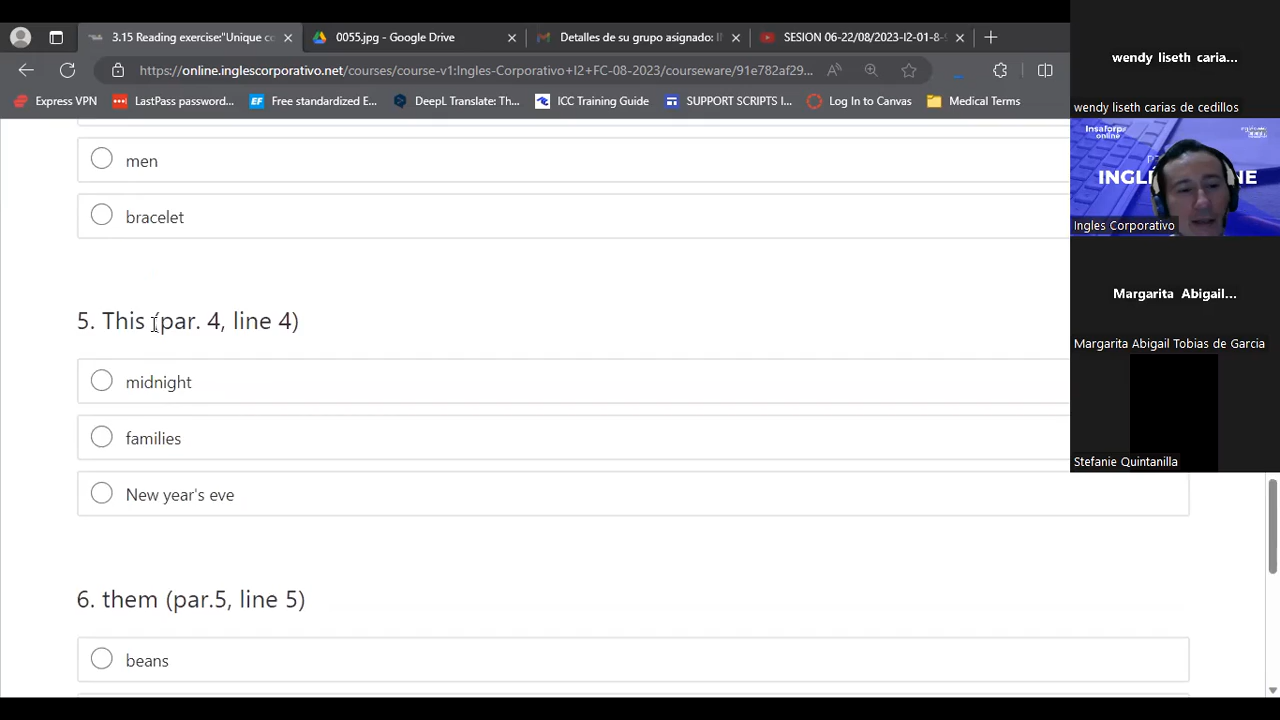 3.15 Reading exercise:"Unique co
0055.jpg - Google Drive
Detalles de su grupo asignado: I
SESION 06-22/08/2023-I2-01-8-
https://online.inglescorporativo.net/courses/course-v1:Ingles-Corporativo+I2+FC-08-2023/courseware/91e782af29...
Express VPN
LastPass password...
EF
Free standardized E...
DeepL Translate: Th...
ICC Training Guide
SUPPORT SCRIPTS I...
Log In to Canvas
Medical Terms
men
bracelet
5. This (par. 4, line 4)
midnight
families
New year's eve
6. them (par.5, line 5)
beans
wendy liseth caria...
wendy liseth carias de cedillos
Insaforp
online
Ingles Corporativo
Margarita Abigail...
Margarita Abigail Tobias de Garcia
Stefanie Quintanilla